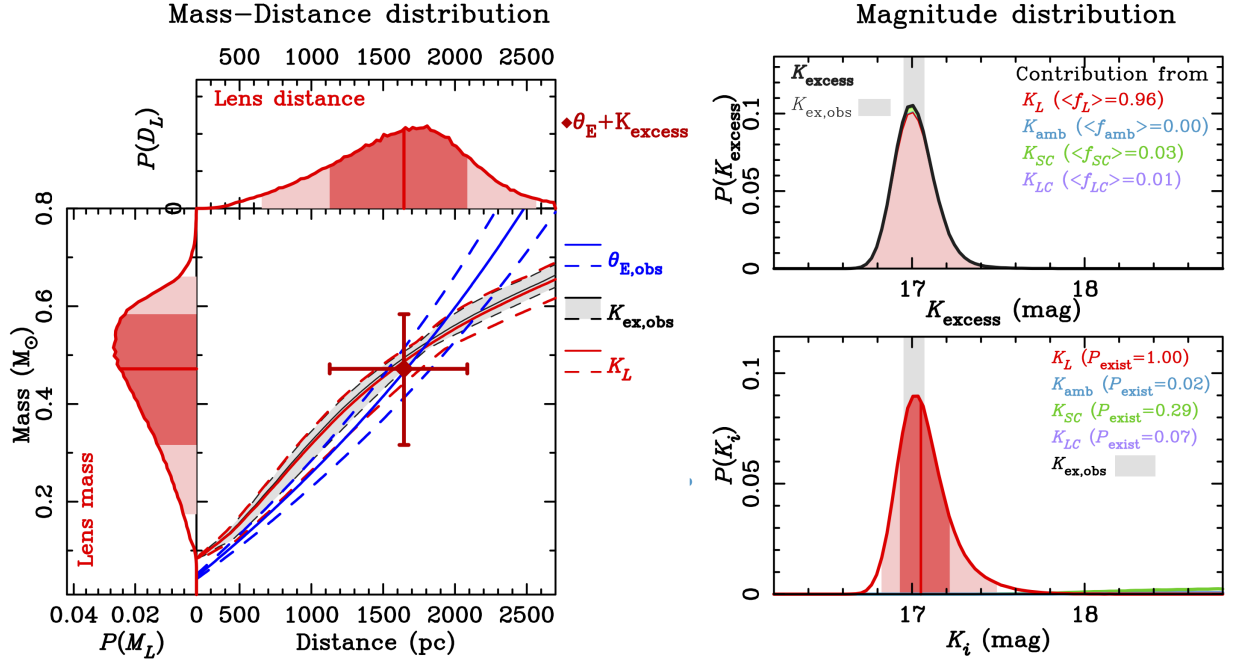 Mass–Distance distribution
500 1000 1500 2000 2500
Lens distance
P(D_L)
0
θ_E+K_excess
0.8
0.6
0.4
0.2
Mass (M_⊙)
Lens mass
θ_E,obs
K_ex,obs
K_L
0.04 0.02 0 500 1000 1500 2000 2500
P(M_L)
Distance (pc)
Magnitude distribution
K_excess
K_ex,obs
Contribution from
K_L (<f_L>=0.96)
K_amb (<f_amb>=0.00)
K_SC (<f_SC>=0.03)
K_LC (<f_LC>=0.01)
P(K_excess)
0.1
0.05
0
17 18
K_excess (mag)
K_L (P_exist=1.00)
K_amb (P_exist=0.02)
K_SC (P_exist=0.29)
K_LC (P_exist=0.07)
K_ex,obs
P(K_i)
0.1
0.05
0
17 18
K_i (mag)